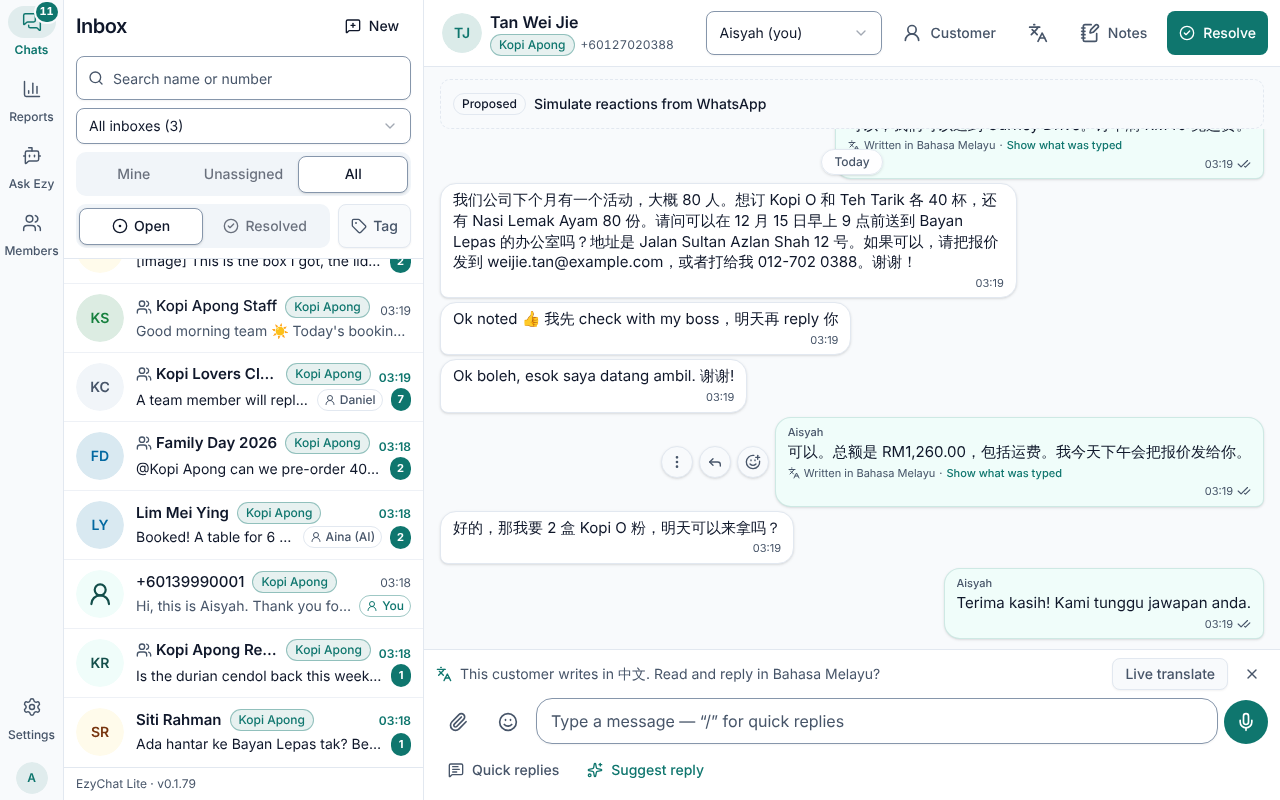 11
Chats
Reports
Ask Ezy
Members
Settings
A
Inbox
New
Search name or number
All inboxes (3)
Mine
Unassigned
All
Open
Resolved
Tag
[Image] This is the box I got, the lid...
2
KS
Kopi Apong Staff
Kopi Apong
03:19
Good morning team ☀️ Today's bookin...
KC
Kopi Lovers Cl...
Kopi Apong
03:19
A team member will repl...
Daniel
7
FD
Family Day 2026
Kopi Apong
03:18
@Kopi Apong can we pre-order 40...
2
LY
Lim Mei Ying
Kopi Apong
03:18
Booked! A table for 6 ...
Aina (AI)
2
+60139990001
Kopi Apong
03:18
Hi, this is Aisyah. Thank you fo...
You
KR
Kopi Apong Re...
Kopi Apong
03:18
Is the durian cendol back this week...
1
SR
Siti Rahman
Kopi Apong
03:18
Ada hantar ke Bayan Lepas tak? Be...
1
EzyChat Lite · v0.1.79
TJ
Tan Wei Jie
Kopi Apong
+60127020388
Aisyah (you)
Customer
Notes
Resolve
Proposed
Simulate reactions from WhatsApp
Written in Bahasa Melayu · Show what was typed
03:19
Today
我们公司下个月有一个活动，大概 80 人。想订 Kopi O 和 Teh Tarik 各 40 杯，还
有 Nasi Lemak Ayam 80 份。请问可以在 12 月 15 日早上 9 点前送到 Bayan
Lepas 的办公室吗？地址是 Jalan Sultan Azlan Shah 12 号。如果可以，请把报价
发到 weijie.tan@example.com，或者打给我 012-702 0388。谢谢！
03:19
Ok noted 👍 我先 check with my boss，明天再 reply 你
03:19
Ok boleh, esok saya datang ambil. 谢谢!
03:19
Aisyah
可以。总额是 RM1,260.00，包括运费。我今天下午会把报价发给你。
Written in Bahasa Melayu · Show what was typed
03:19
好的，那我要 2 盒 Kopi O 粉，明天可以来拿吗？
03:19
Aisyah
Terima kasih! Kami tunggu jawapan anda.
03:19
This customer writes in 中文. Read and reply in Bahasa Melayu?
Live translate
Type a message — “/” for quick replies
Quick replies
Suggest reply